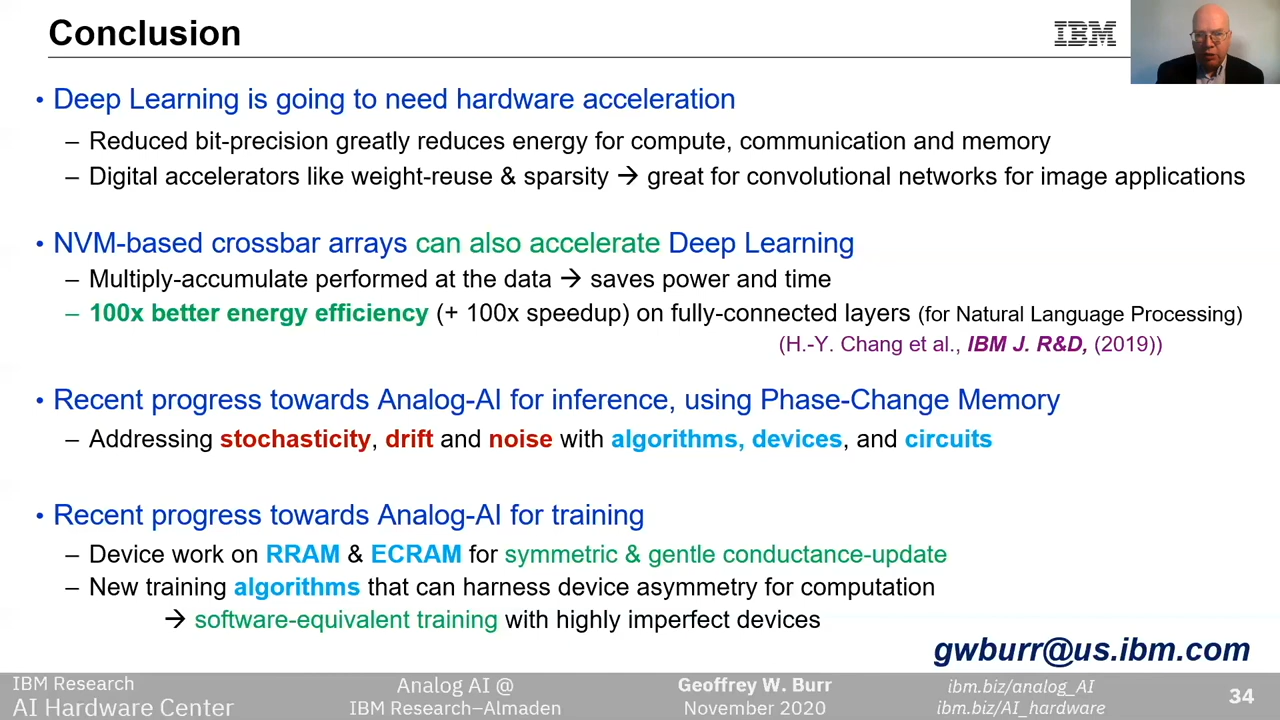 Conclusion
IBM
• Deep Learning is going to need hardware acceleration
– Reduced bit-precision greatly reduces energy for compute, communication and memory
– Digital accelerators like weight-reuse & sparsity → great for convolutional networks for image applications
• NVM-based crossbar arrays can also accelerate Deep Learning
– Multiply-accumulate performed at the data → saves power and time
– 100x better energy efficiency (+ 100x speedup) on fully-connected layers (for Natural Language Processing)
(H.-Y. Chang et al., IBM J. R&D, (2019))
• Recent progress towards Analog-AI for inference, using Phase-Change Memory
– Addressing stochasticity, drift and noise with algorithms, devices, and circuits
• Recent progress towards Analog-AI for training
– Device work on RRAM & ECRAM for symmetric & gentle conductance-update
– New training algorithms that can harness device asymmetry for computation
→ software-equivalent training with highly imperfect devices
gwburr@us.ibm.com
IBM Research
AI Hardware Center
Analog AI @
IBM Research–Almaden
Geoffrey W. Burr
November 2020
ibm.biz/analog_AI
ibm.biz/AI_hardware
34